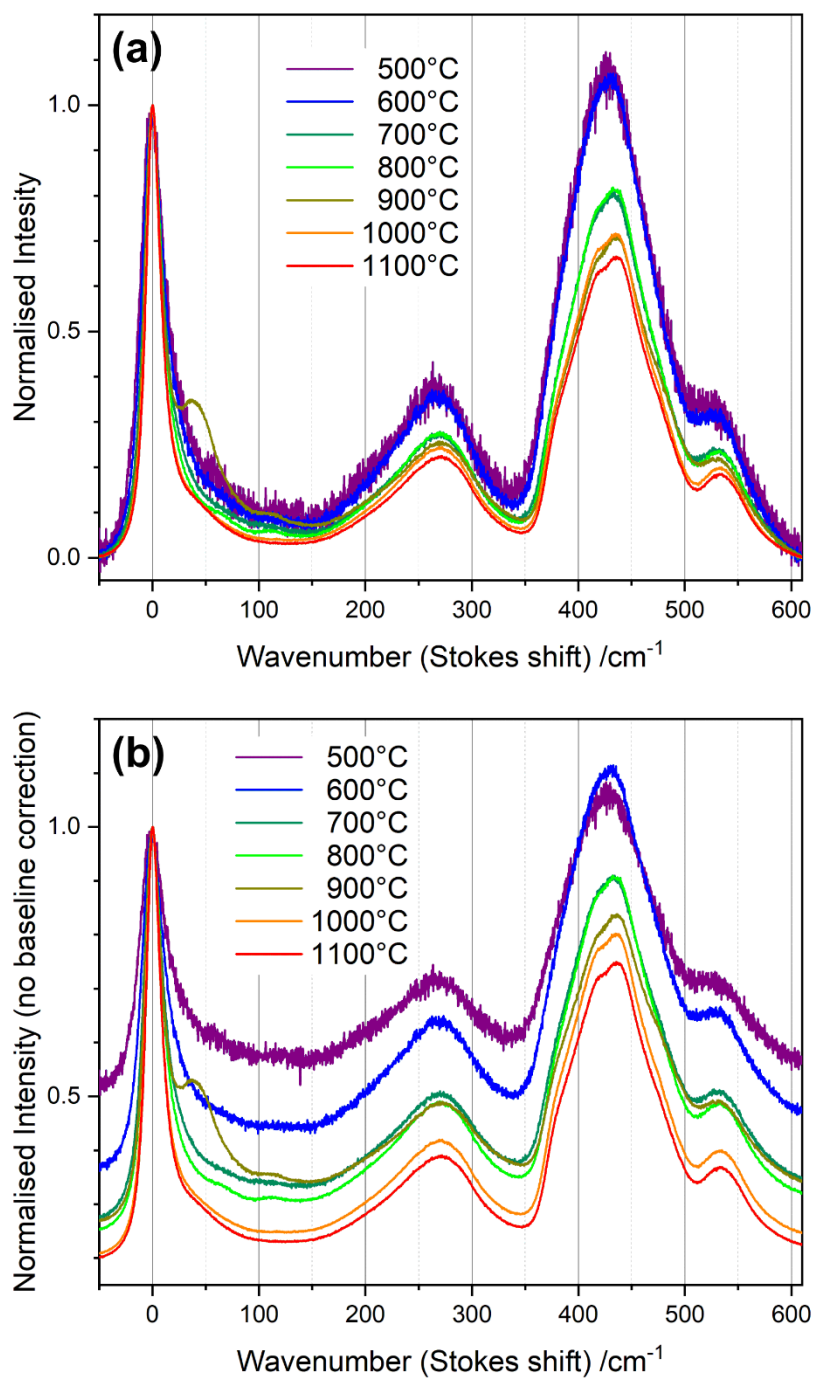 (a)
500°C
600°C
700°C
800°C
900°C
1000°C
1100°C
1.0
0.5
0.0
Normalised Intesity
0 100 200 300 400 500 600
Wavenumber (Stokes shift) /cm-1
(b)
500°C
600°C
700°C
800°C
900°C
1000°C
1100°C
1.0
0.5
Normalised Intensity (no baseline correction)
0 100 200 300 400 500 600
Wavenumber (Stokes shift) /cm-1